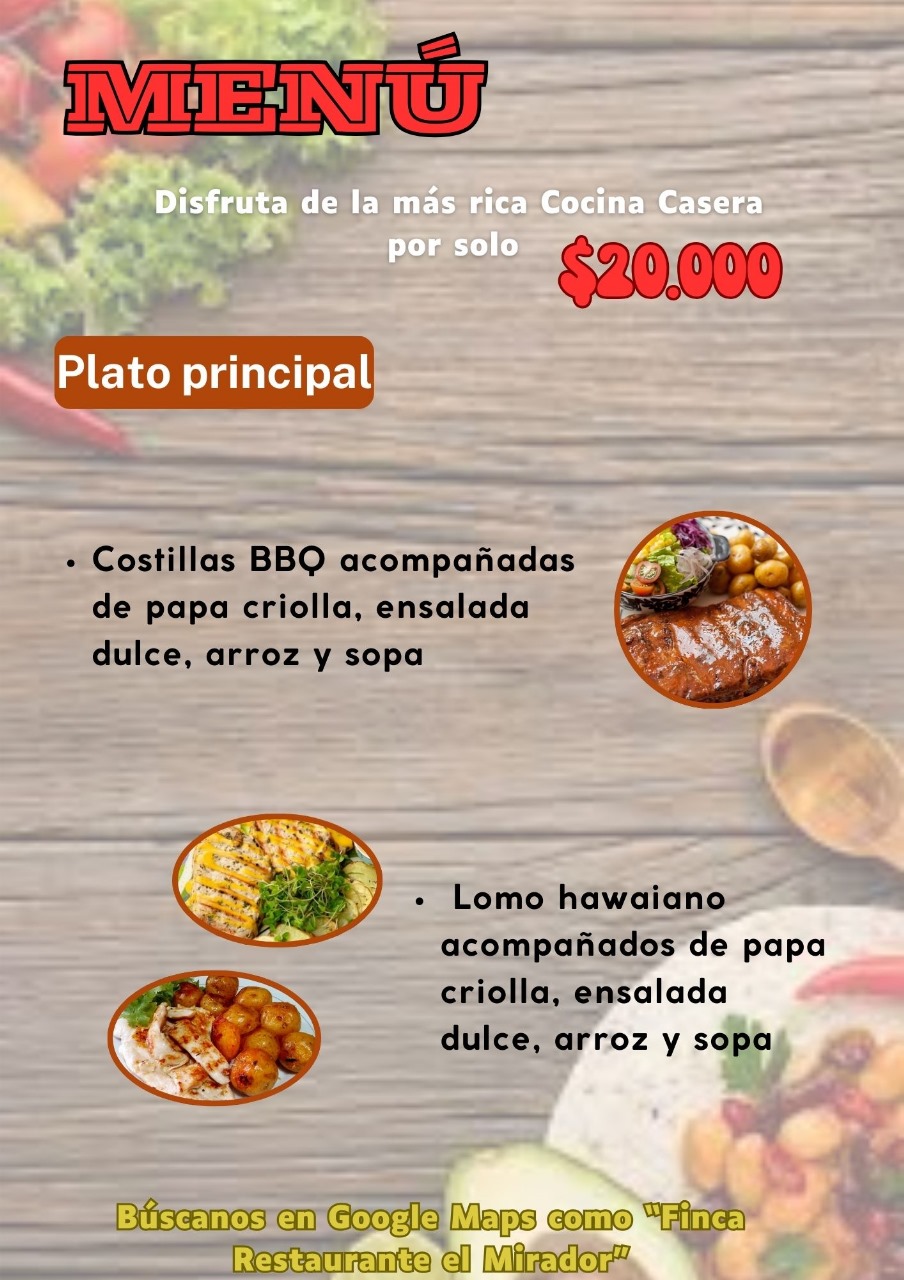 MENÚ
Disfruta de la más rica Cocina Casera
por solo $20.000
Plato principal
• Costillas BBQ acompañadas
de papa criolla, ensalada
dulce, arroz y sopa
• Lomo hawaiano
acompañados de papa
criolla, ensalada
dulce, arroz y sopa
Búscanos en Google Maps como "Finca
Restaurante el Mirador"